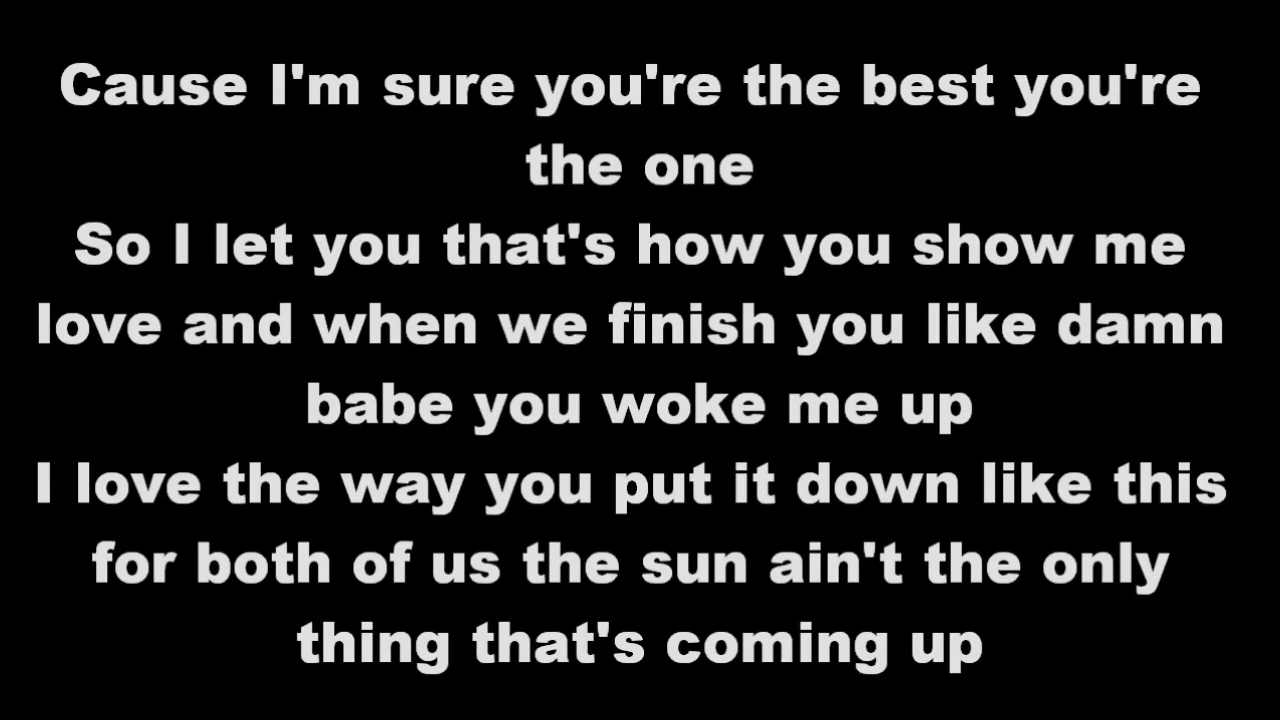 Cause I'm sure you're the best you're
the one
So I let you that's how you show me
love and when we finish you like damn
babe you woke me up
I love the way you put it down like this
for both of us the sun ain't the only
thing that's coming up